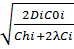 √(2DiC0i / (Chi+2λCi))